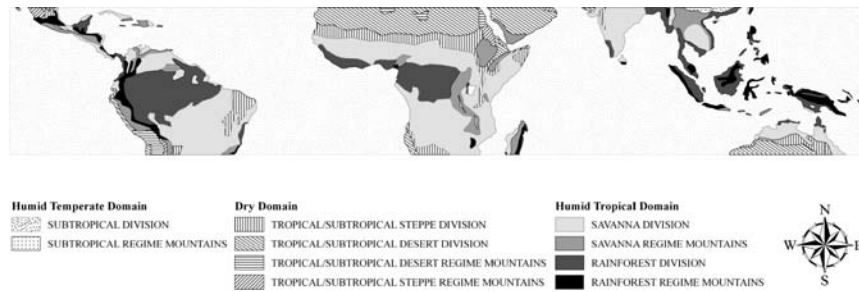 Humid Temperate Domain
SUBTROPICAL DIVISION
SUBTROPICAL REGIME MOUNTAINS
Dry Domain
TROPICAL/SUBTROPICAL STEPPE DIVISION
TROPICAL/SUBTROPICAL DESERT DIVISION
TROPICAL/SUBTROPICAL DESERT REGIME MOUNTAINS
TROPICAL/SUBTROPICAL STEPPE REGIME MOUNTAINS
Humid Tropical Domain
SAVANNA DIVISION
SAVANNA REGIME MOUNTAINS
RAINFOREST DIVISION
RAINFOREST REGIME MOUNTAINS
N
W E
S